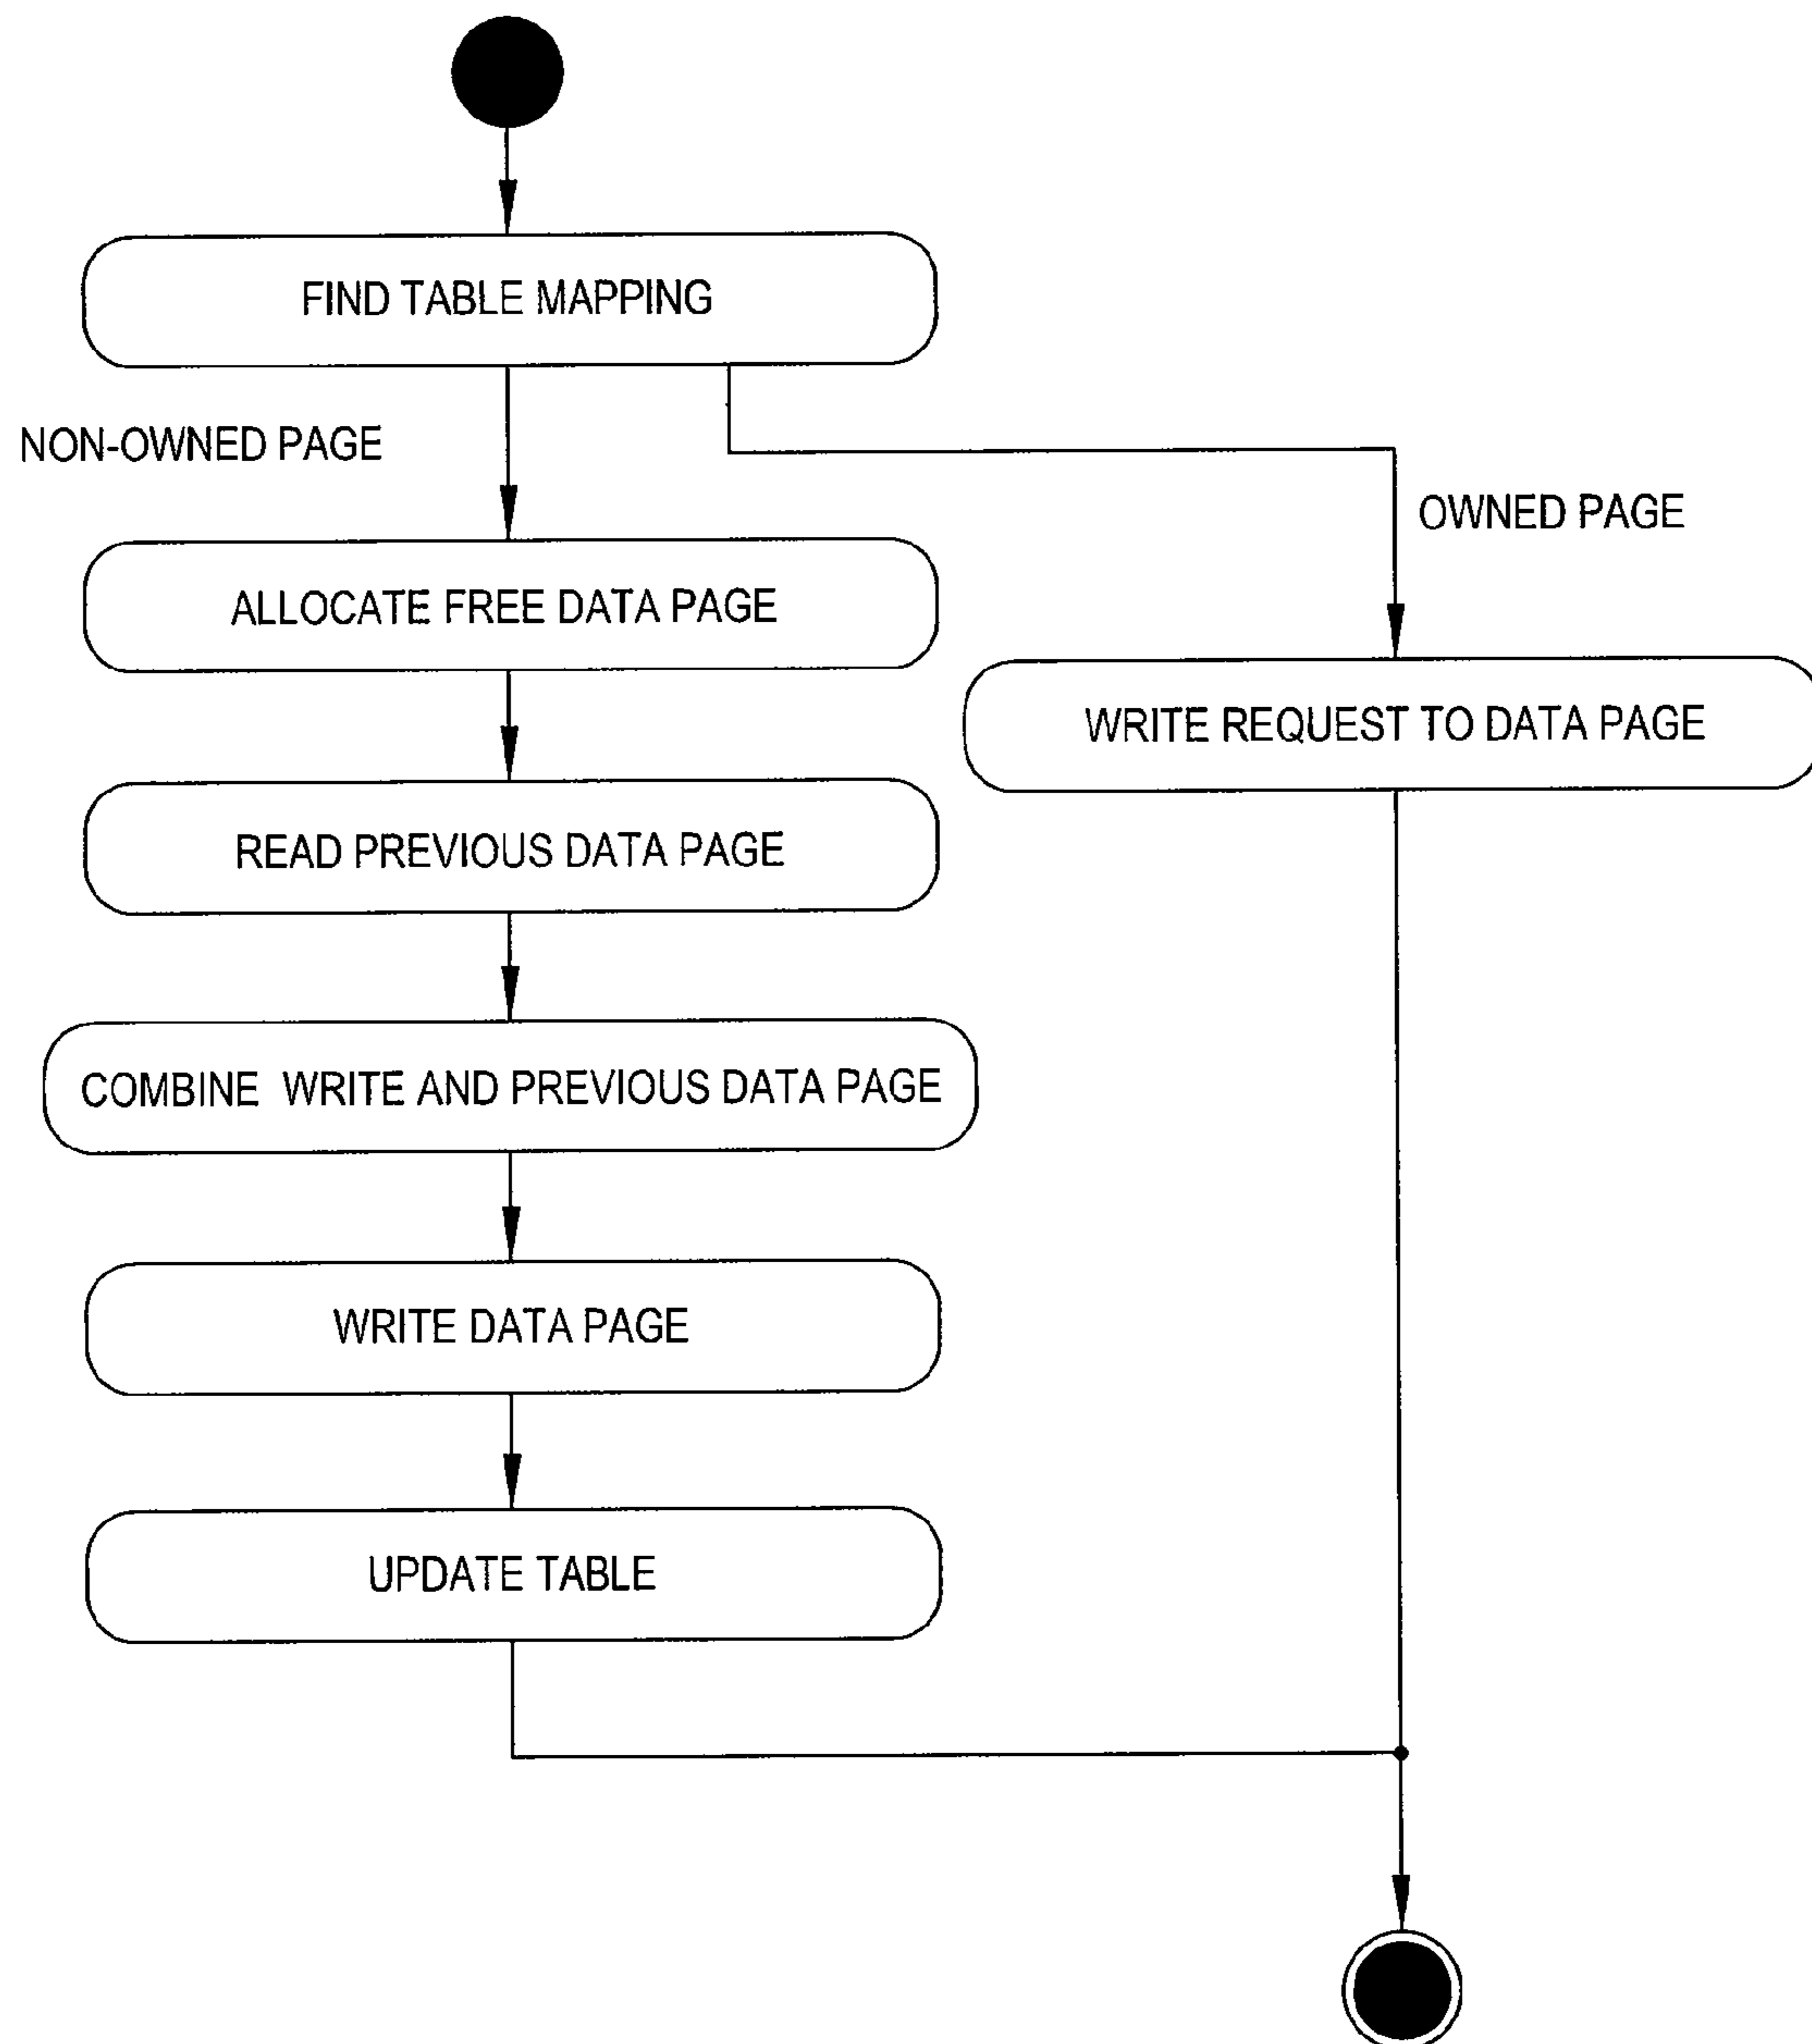 FIND TABLE MAPPING
NON-OWNED PAGE
OWNED PAGE
ALLOCATE FREE DATA PAGE
WRITE REQUEST TO DATA PAGE
READ PREVIOUS DATA PAGE
COMBINE WRITE AND PREVIOUS DATA PAGE
WRITE DATA PAGE
UPDATE TABLE